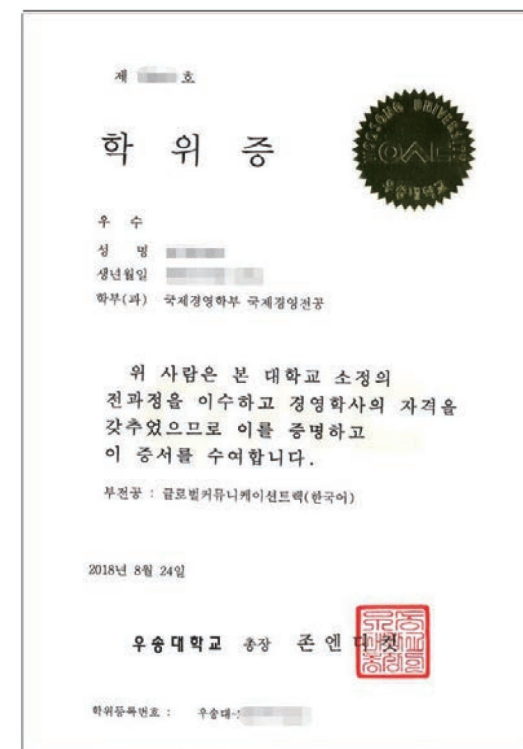 제 호
WOOSONG UNIVERSITY
학 위 증
우 수
성 명
생년월일
학부(과) 국제경영학부 국제경영전공
위 사람은 본 대학교 소정의
전과정을 이수하고 경영학사의 자격을
갖추었으므로 이를 증명하고
이 증서를 수여합니다.
부전공 : 글로벌커뮤니케이션트랙(한국어)
2018년 8월 24일
우송대학교 총장 존 엔 디 컷
학위등록번호 : 우송대-